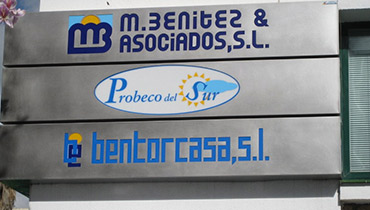 M.BENITEZ &
ASOCIADOS,S.L.
Probeco del Sur
bentorcasa,s.l.